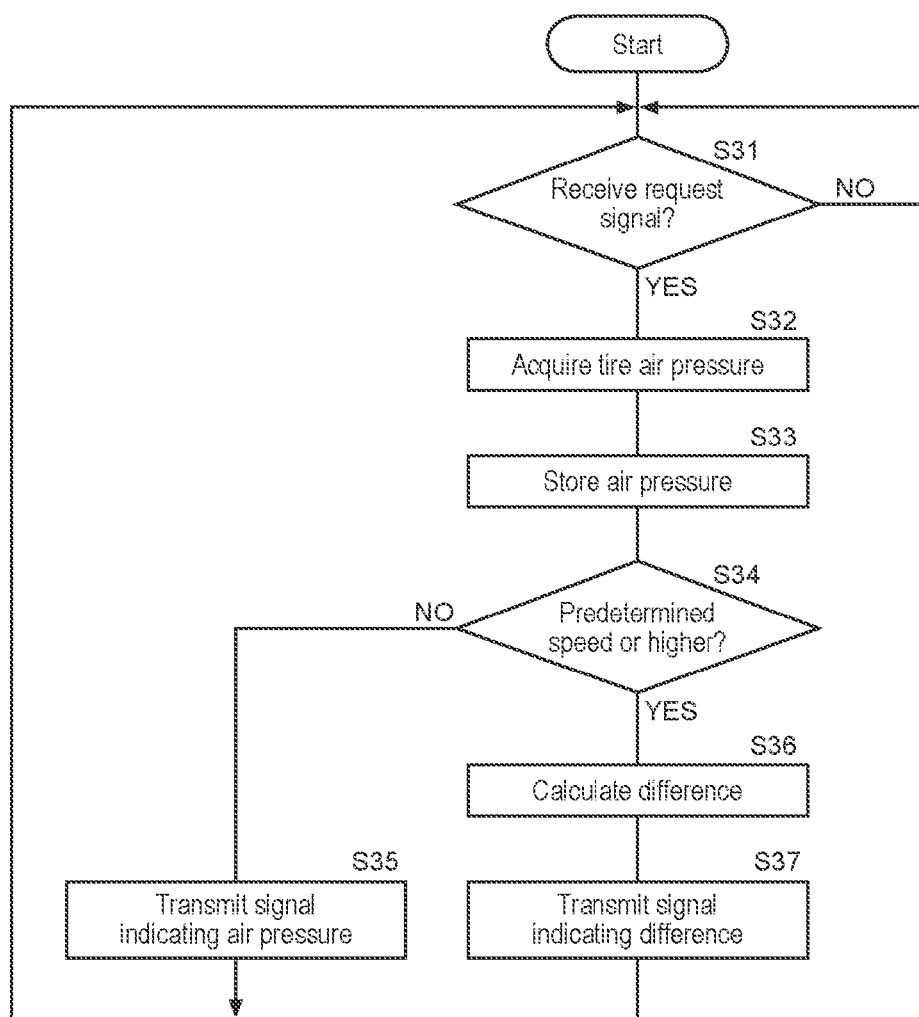 Start
S31
Receive request
signal?
NO
YES
S32
Acquire tire air pressure
S33
Store air pressure
S34
NO
Predetermined
speed or higher?
YES
S36
Calculate difference
S35
S37
Transmit signal
indicating air pressure
Transmit signal
indicating difference